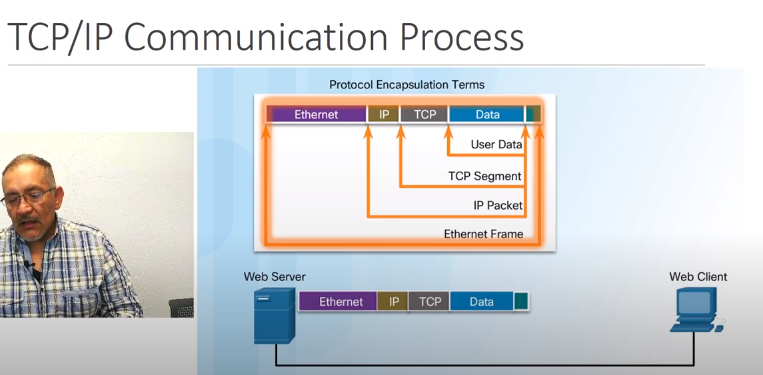 TCP/IP Communication Process
Protocol Encapsulation Terms
Ethernet IP TCP Data
User Data
TCP Segment
IP Packet
Ethernet Frame
Web Server
Web Client
Ethernet IP TCP Data